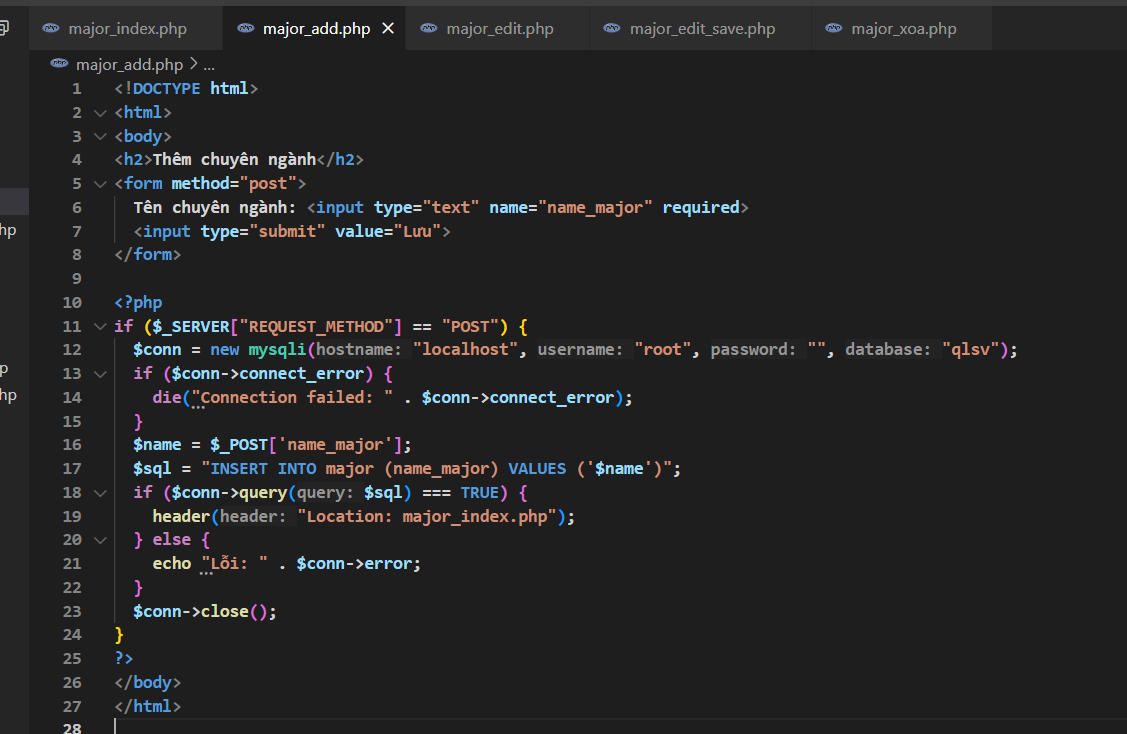 major_index.php major_add.php major_edit.php major_edit_save.php major_xoa.php
major_add.php > ...
1 <!DOCTYPE html>
2 <html>
3 <body>
4 <h2>Thêm chuyên ngành</h2>
5 <form method="post">
6 Tên chuyên ngành: <input type="text" name="name_major" required>
7 <input type="submit" value="Lưu">
8 </form>
9
10 <?php
11 if ($_SERVER["REQUEST_METHOD"] == "POST") {
12 $conn = new mysqli(hostname: "localhost", username: "root", password: "", database: "qlsv");
13 if ($conn->connect_error) {
14 die("Connection failed: " . $conn->connect_error);
15 }
16 $name = $_POST['name_major'];
17 $sql = "INSERT INTO major (name_major) VALUES ('$name')";
18 if ($conn->query(query: $sql) === TRUE) {
19 header(header: "Location: major_index.php");
20 } else {
21 echo "Lỗi: " . $conn->error;
22 }
23 $conn->close();
24 }
25 ?>
26 </body>
27 </html>
28
hp
p
hp